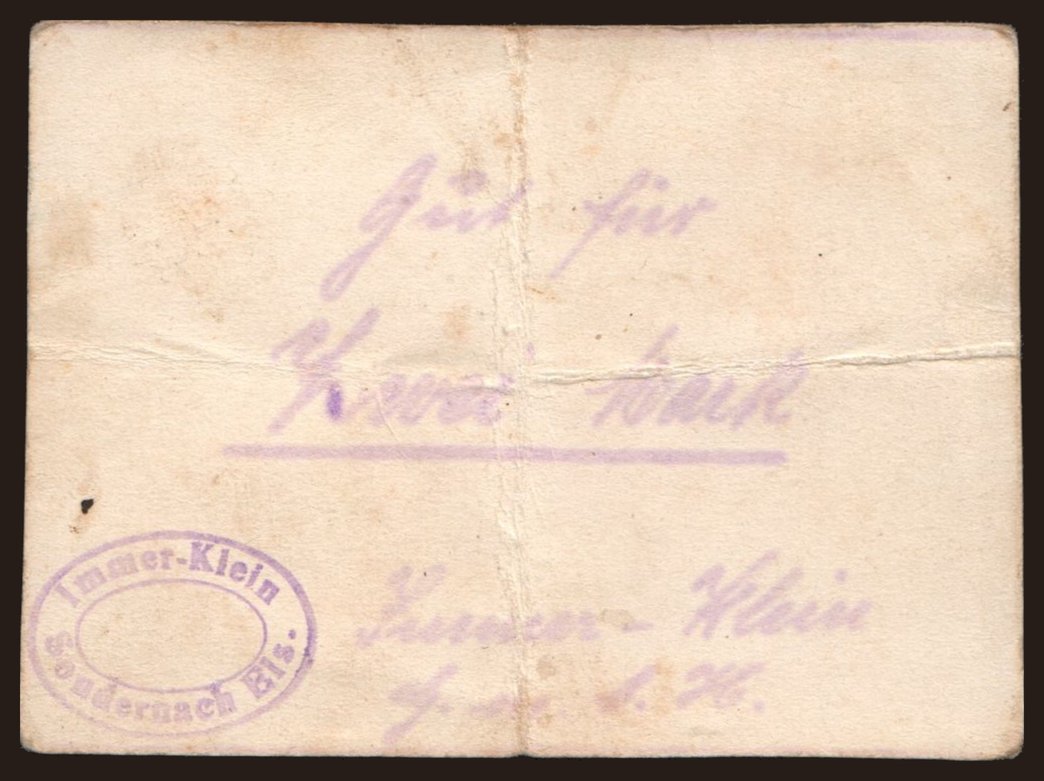 Gut für
Zwei Mark
Immer-Klein
G. m. b. H.
Immer-Klein
Sondernach Els.